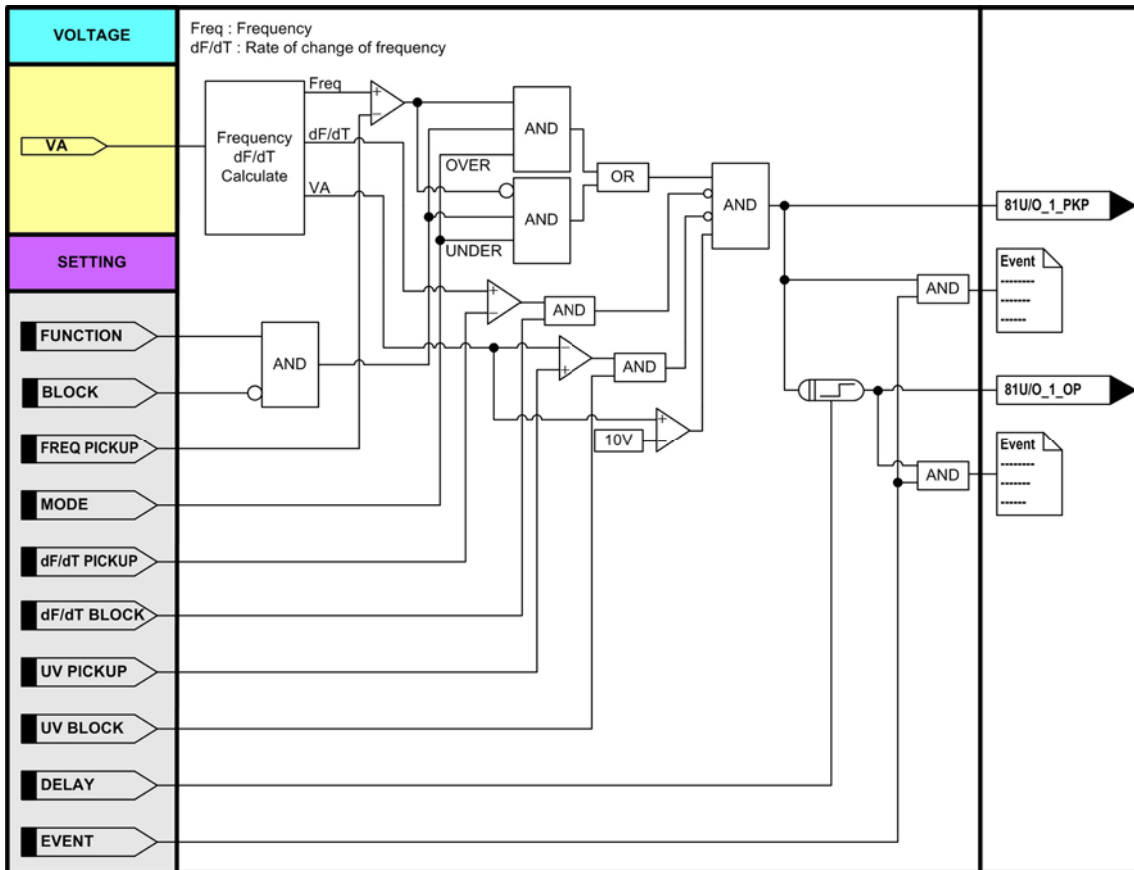 VOLTAGE
Freq : Frequency
dF/dT : Rate of change of frequency
VA
Frequency
dF/dT
Calculate
Freq
dF/dT
VA
+
−
AND
OVER
AND
UNDER
OR
AND
81U/O_1_PKP
Event
--------
-------
------
AND
SETTING
FUNCTION
BLOCK
AND
FREQ PICKUP
MODE
dF/dT PICKUP
dF/dT BLOCK
UV PICKUP
UV BLOCK
DELAY
EVENT
+
−
AND
−
+
AND
10V
+
−
81U/O_1_OP
Event
--------
-------
------
AND